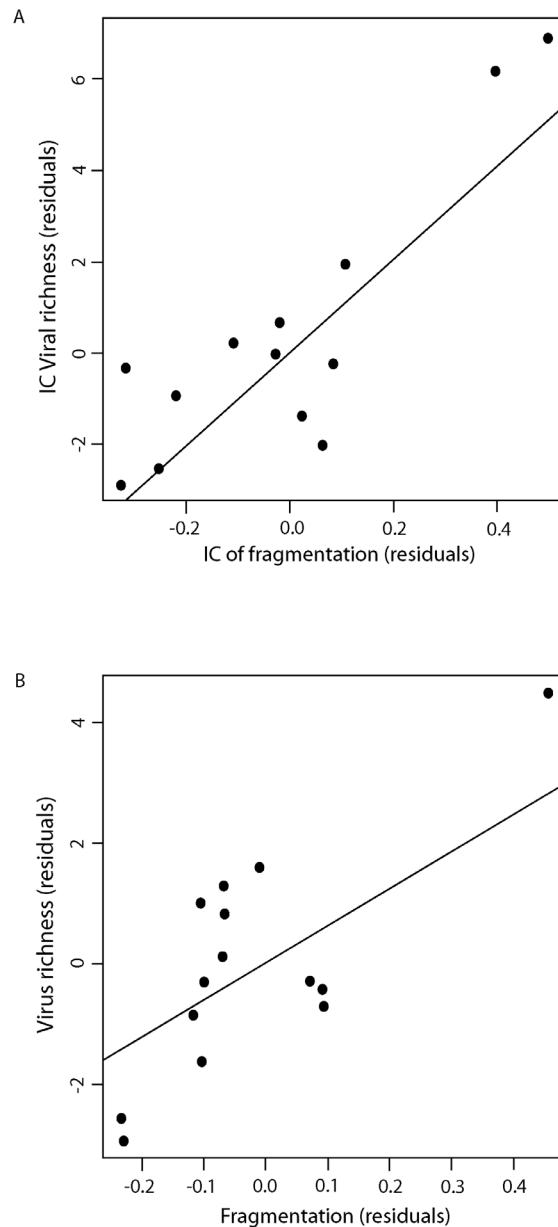 A
IC Viral richness (residuals)
6
4
2
0
-2
-0.2 0.0 0.2 0.4
IC of fragmentation (residuals)
B
Virus richness (residuals)
4
2
0
-2
-0.2 -0.1 0.0 0.1 0.2 0.3 0.4
Fragmentation (residuals)